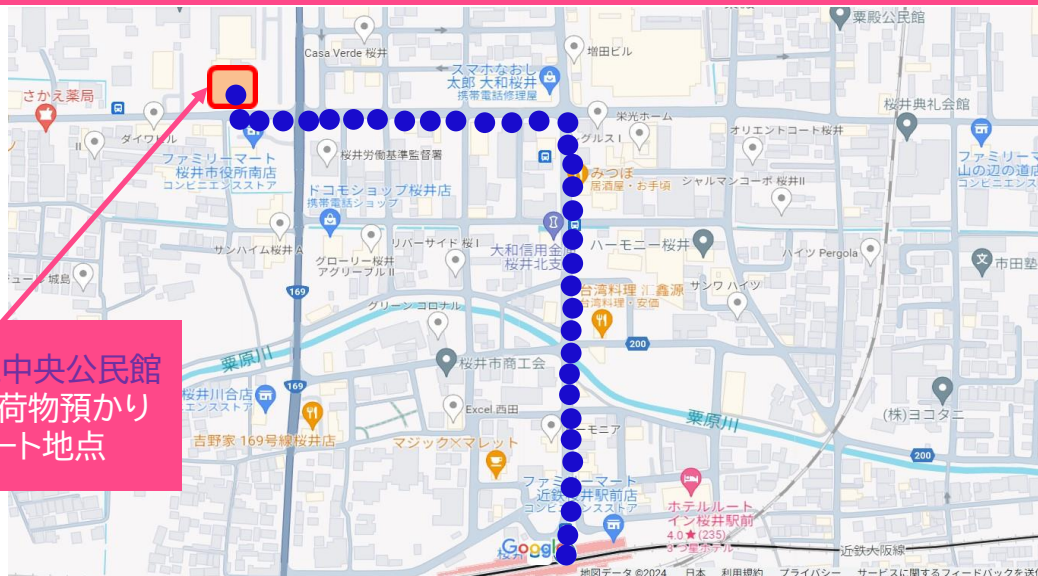 粟殿公民館
Casa Verde 桜井
増田ビル
スマホなおし
太郎 大和桜井
携帯電話修理屋
さかえ薬局
桜井典礼会館
栄光ホーム
ダイワビル
グルス I
オリエントコート桜井
II
ファミリーマート
桜井市役所南店
コンビニエンスストア
桜井労働基準監督署
ファミリーマ
山の辺の道店
コンビニエンス
みつぼ
居酒屋・お手頃
シャルマンコーポ 桜井II
ドコモショップ桜井店
携帯電話ショップ
サンハイム桜井 A
リバーサイド 桜 I
大和信用金
桜井北支
ハーモニー桜井
ハイツ Pergola
市田塾
グローリー桜井
アグリーブル II
城島
169
台湾料理 汇鑫源
台湾料理・安価
サンワ ハイツ
グリーン コロナル
200
中央公民館
荷物預かり
ート地点
粟原川
桜井市商工会
169
桜井川合店
エンスストア
Excel 西田
粟原川
(株)ヨコタニ
吉野家 169号線桜井店
マジック×マレット
ーモニア
200
ファミ
マート
近鉄
井駅前店
コンビニ
スストア
ホテルルート
イン桜井駅前
4.0★(235)
3つ星ホテル
Google
近鉄大阪線
地図データ ©2024 日本 利用規約 プライバシー サービスに関するフィードバックを送信